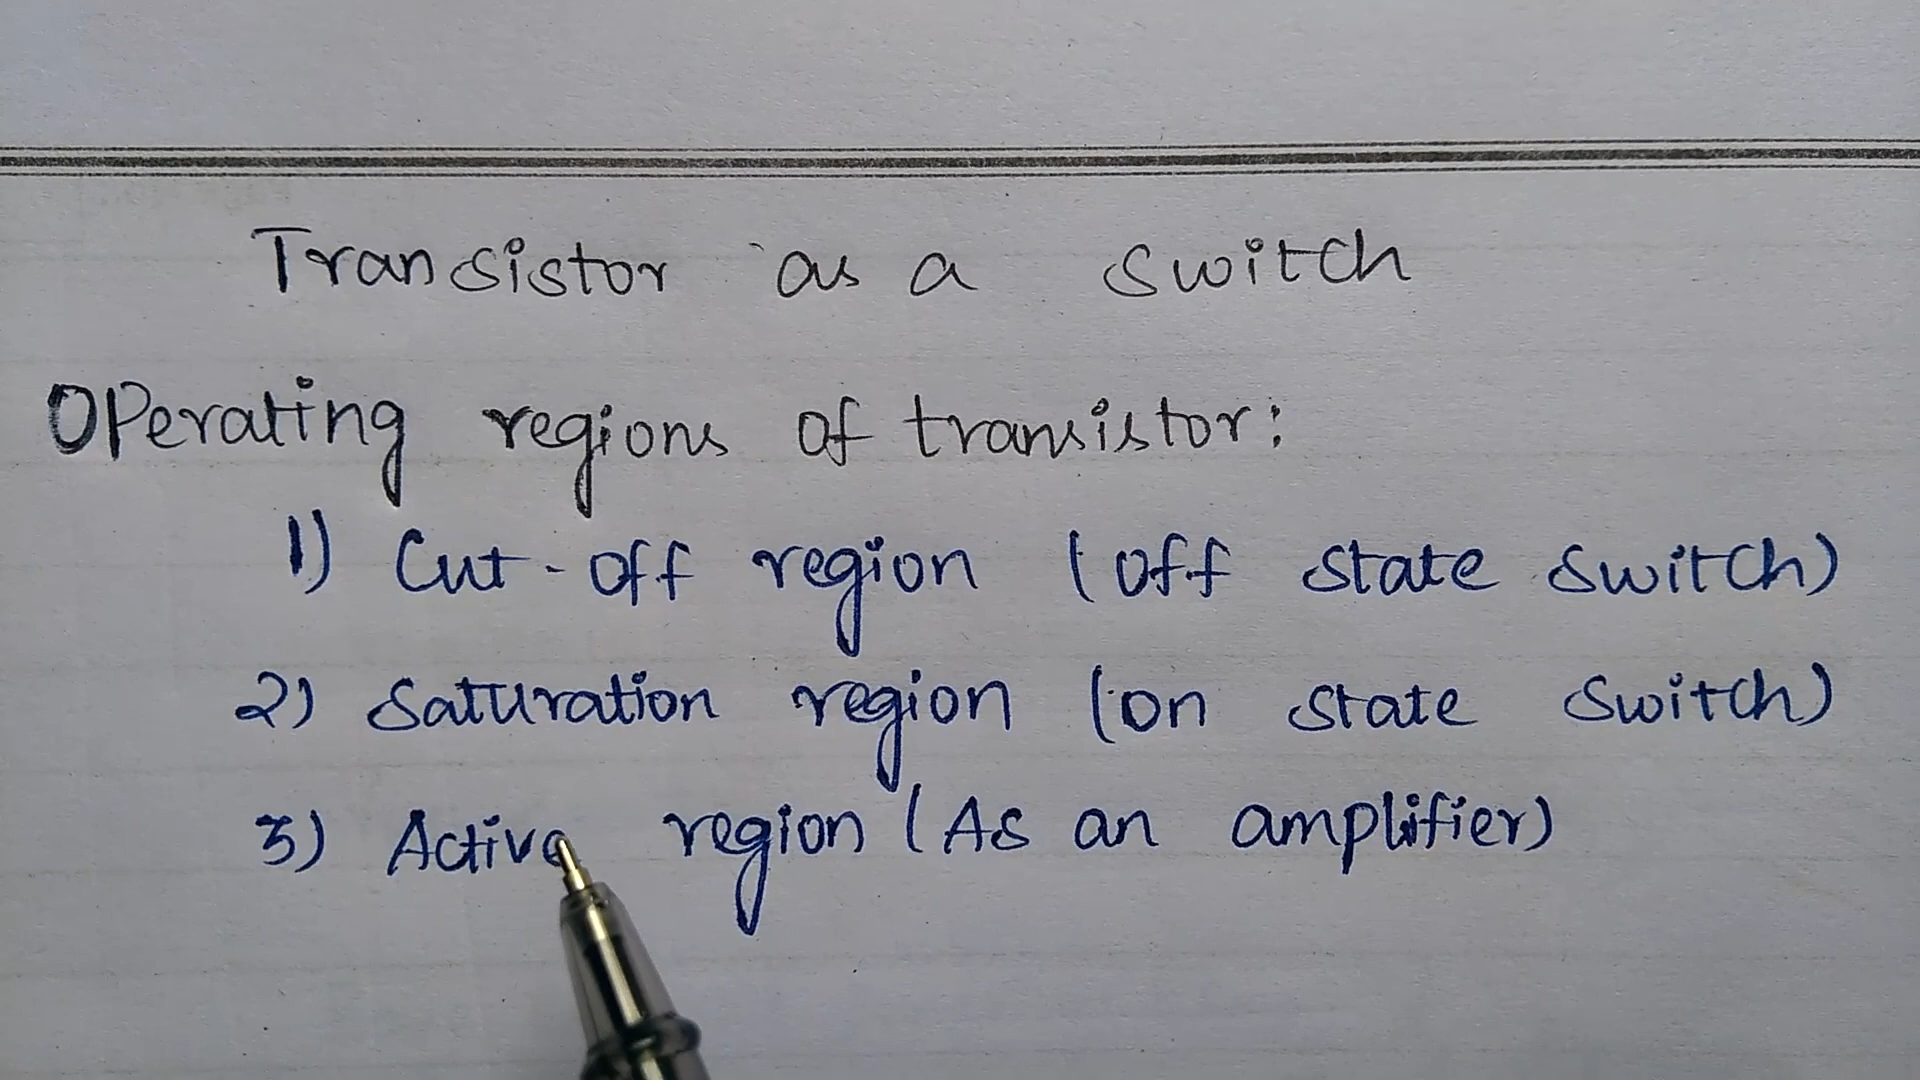 Transistor as a switch
Operating regions of transistor:
1) Cut-off region (off state switch)
2) Saturation region (on state switch)
3) Active region (As an amplifier)